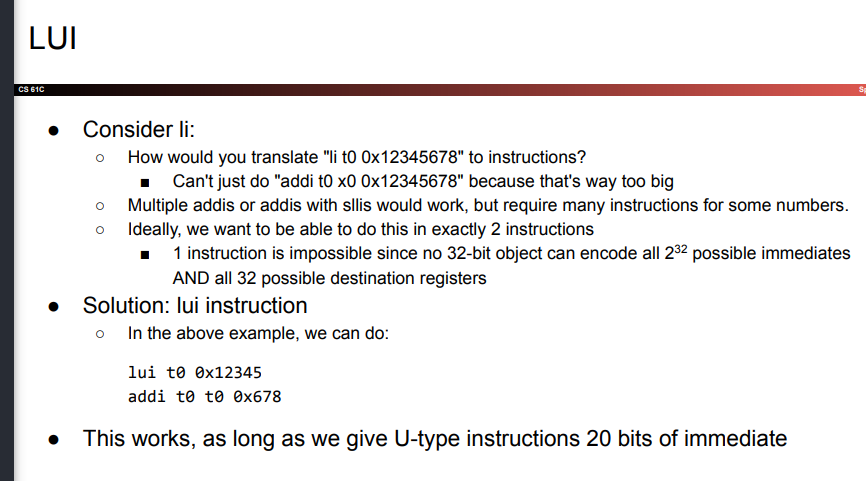 LUI
CS 61C
● Consider li:
○ How would you translate "li t0 0x12345678" to instructions?
■ Can't just do "addi t0 x0 0x12345678" because that's way too big
○ Multiple addis or addis with sllis would work, but require many instructions for some numbers.
○ Ideally, we want to be able to do this in exactly 2 instructions
■ 1 instruction is impossible since no 32-bit object can encode all 2³² possible immediates
AND all 32 possible destination registers
● Solution: lui instruction
○ In the above example, we can do:
lui t0 0x12345
addi t0 t0 0x678
● This works, as long as we give U-type instructions 20 bits of immediate